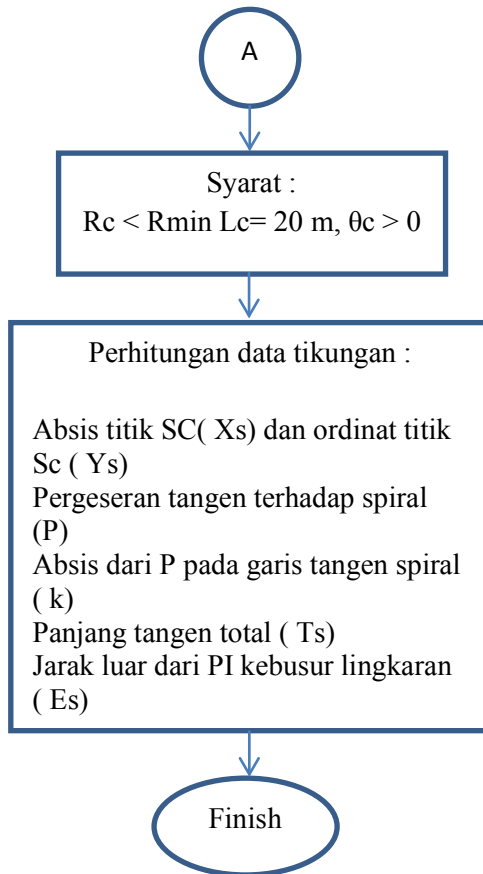 A
Syarat :
Rc < Rmin Lc= 20 m, θc > 0
Perhitungan data tikungan :
Absis titik SC( Xs) dan ordinat titik
Sc ( Ys)
Pergeseran tangen terhadap spiral
(P)
Absis dari P pada garis tangen spiral
( k)
Panjang tangen total ( Ts)
Jarak luar dari PI kebusur lingkaran
( Es)
Finish